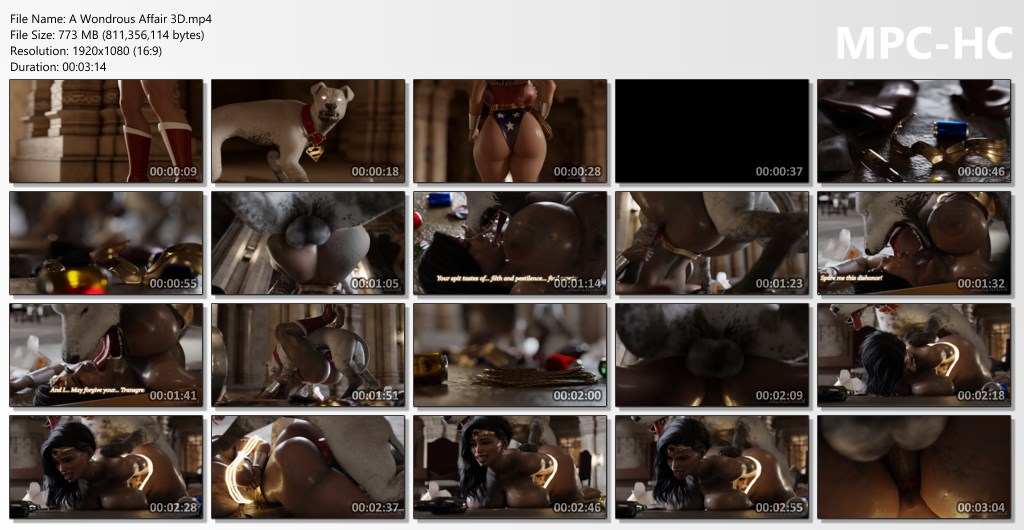 File Name: A Wondrous Affair 3D.mp4
File Size: 773 MB (811,356,114 bytes)
Resolution: 1920x1080 (16:9)
Duration: 00:03:14
MPC-HC
00:00:09
00:00:18
00:00:28
00:00:37
00:00:46
00:00:55
00:01:05
Your spit tastes of... filth and pestilence...
00:01:14
00:01:23
Spare me this dishonor!
00:01:32
And I... May forgive your...
00:01:41
00:01:51
00:02:00
00:02:09
00:02:18
00:02:28
00:02:37
00:02:46
00:02:55
00:03:04